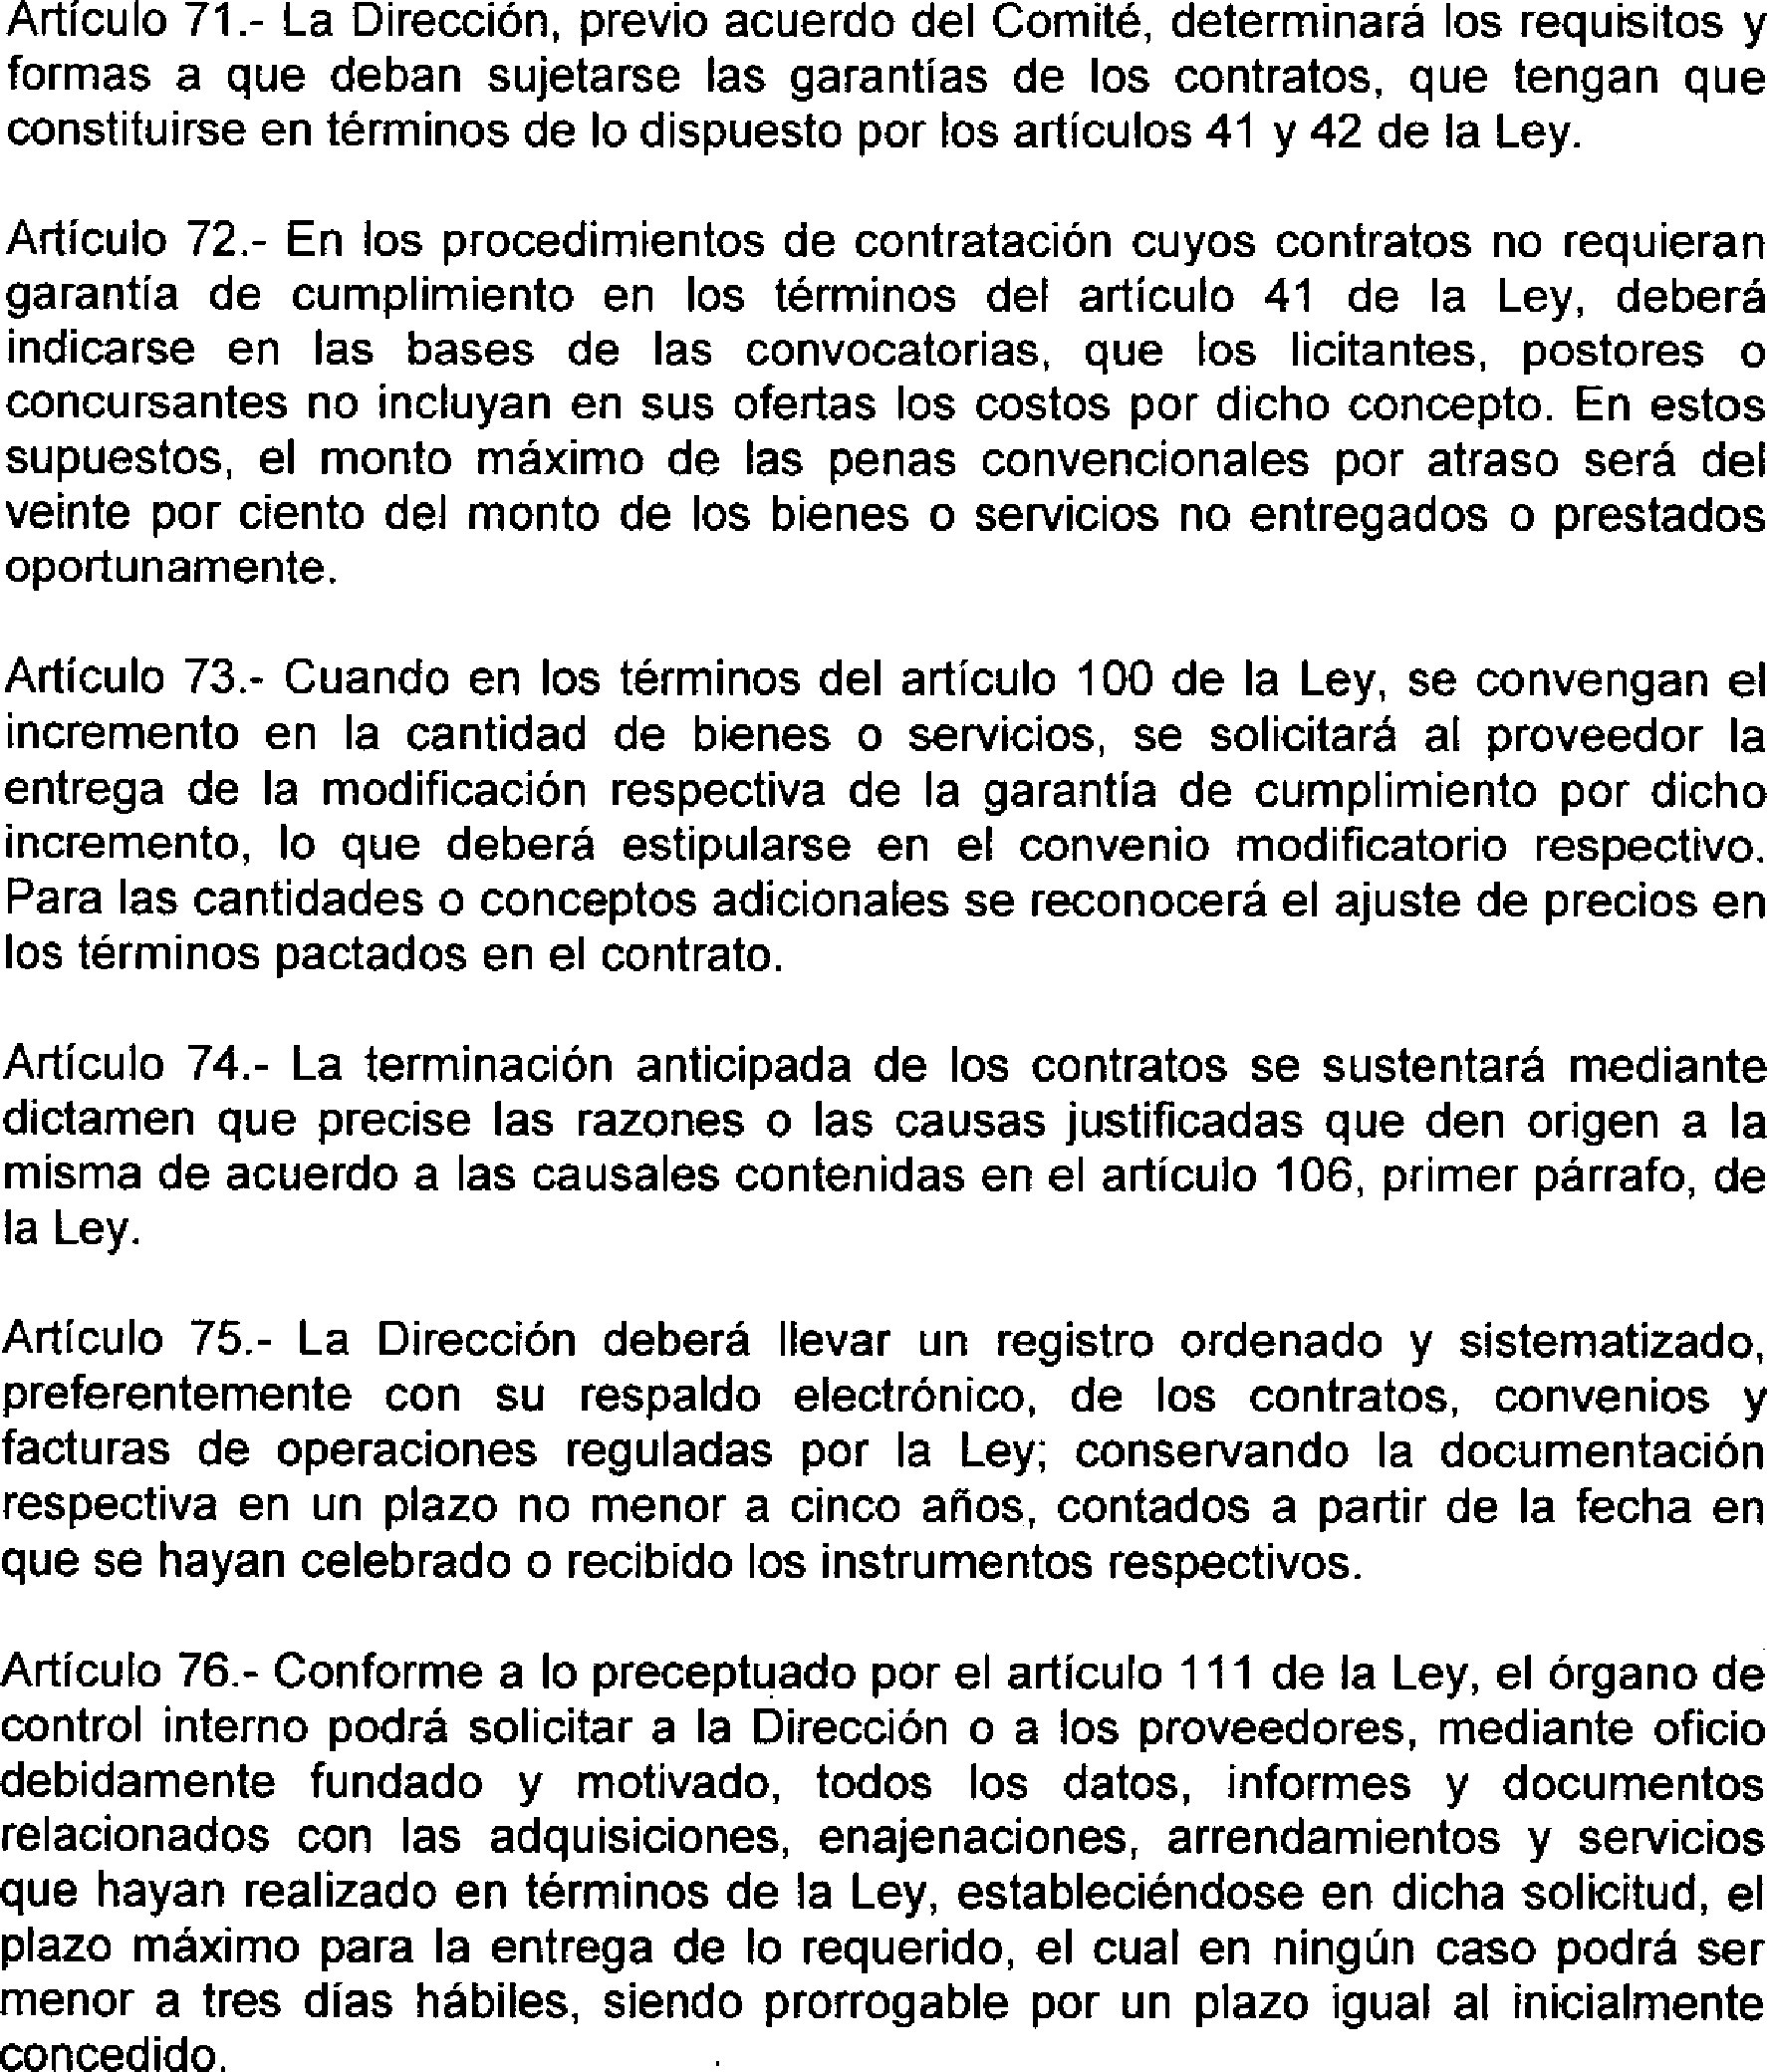 Artículo 71.- La Dirección, previo acuerdo del Comité, determinará los requisitos y
formas a que deban sujetarse las garantías de los contratos, que tengan que
constituirse en términos de lo dispuesto por los artículos 41 y 42 de la Ley.
Artículo 72.- En los procedimientos de contratación cuyos contratos no requieran
garantía de cumplimiento en los términos del artículo 41 de la Ley, deberá
indicarse en las bases de las convocatorias, que los licitantes, postores o
concursantes no incluyan en sus ofertas los costos por dicho concepto. En estos
supuestos, el monto máximo de las penas convencionales por atraso será del
veinte por ciento del monto de los bienes o servicios no entregados o prestados
oportunamente.
Artículo 73.- Cuando en los términos del artículo 100 de la Ley, se convengan el
incremento en la cantidad de bienes o servicios, se solicitará al proveedor la
entrega de la modificación respectiva de la garantía de cumplimiento por dicho
incremento, lo que deberá estipularse en el convenio modificatorio respectivo.
Para las cantidades o conceptos adicionales se reconocerá el ajuste de precios en
los términos pactados en el contrato.
Artículo 74.- La terminación anticipada de los contratos se sustentará mediante
dictamen que precise las razones o las causas justificadas que den origen a la
misma de acuerdo a las causales contenidas en el artículo 106, primer párrafo, de
la Ley.
Artículo 75.- La Dirección deberá llevar un registro ordenado y sistematizado,
preferentemente con su respaldo electrónico, de los contratos, convenios y
facturas de operaciones reguladas por la Ley; conservando la documentación
respectiva en un plazo no menor a cinco años, contados a partir de la fecha en
que se hayan celebrado o recibido los instrumentos respectivos.
Artículo 76.- Conforme a lo preceptuado por el artículo 111 de la Ley, el órgano de
control interno podrá solicitar a la Dirección o a los proveedores, mediante oficio
debidamente fundado y motivado, todos los datos, informes y documentos
relacionados con las adquisiciones, enajenaciones, arrendamientos y servicios
que hayan realizado en términos de la Ley, estableciéndose en dicha solicitud, el
plazo máximo para la entrega de lo requerido, el cual en ningún caso podrá ser
menor a tres días hábiles, siendo prorrogable por un plazo igual al inicialmente
concedido.